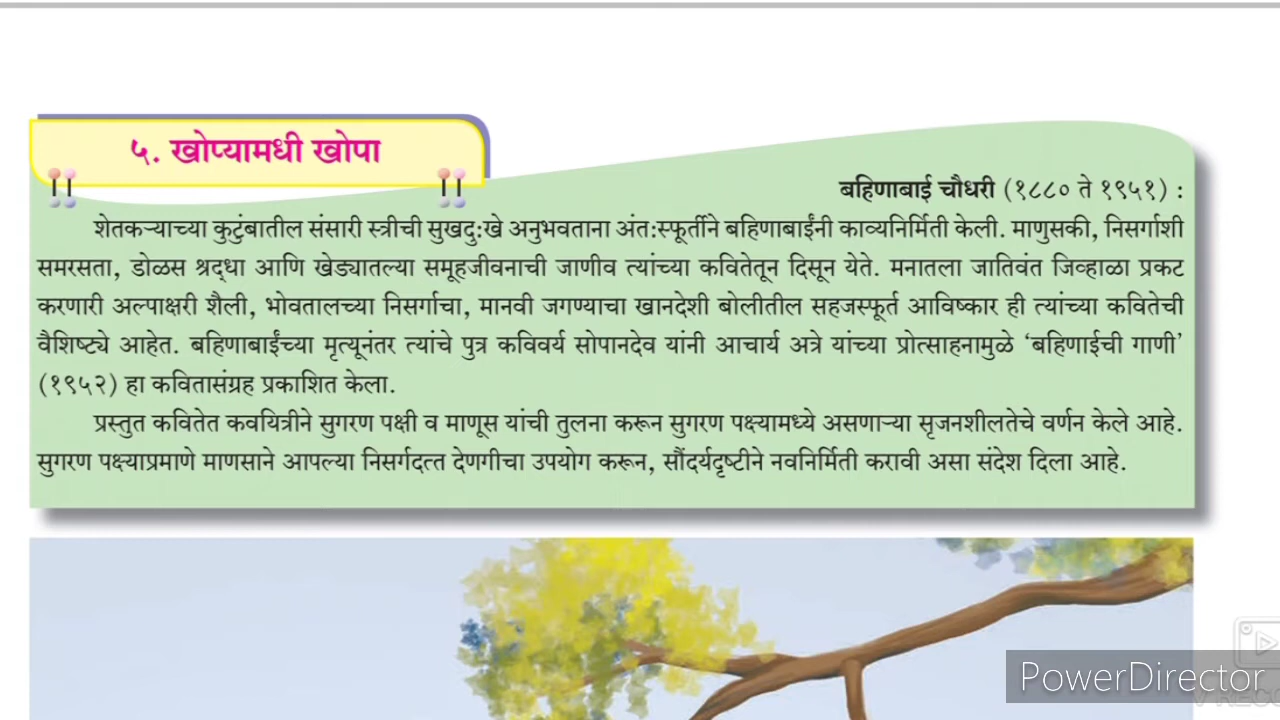 ५. खोप्यामधी खोपा
बहिणाबाई चौधरी (१८८० ते १९५१) :
शेतकऱ्याच्या कुटुंबातील संसारी स्त्रीची सुखदुःखे अनुभवताना अंतःस्फूर्तीने बहिणाबाईंनी काव्यनिर्मिती केली. माणुसकी, निसर्गाशी
समरसता, डोळस श्रद्धा आणि खेड्यातल्या समूहजीवनाची जाणीव त्यांच्या कवितेतून दिसून येते. मनातला जातिवंत जिव्हाळा प्रकट
करणारी अल्पाक्षरी शैली, भोवतालच्या निसर्गाचा, मानवी जगण्याचा खानदेशी बोलीतील सहजस्फूर्त आविष्कार ही त्यांच्या कवितेची
वैशिष्ट्ये आहेत. बहिणाबाईंच्या मृत्यूनंतर त्यांचे पुत्र कविवर्य सोपानदेव यांनी आचार्य अत्रे यांच्या प्रोत्साहनामुळे ‘बहिणाईची गाणी’
(१९५२) हा कवितासंग्रह प्रकाशित केला.
प्रस्तुत कवितेत कवयित्रीने सुगरण पक्षी व माणूस यांची तुलना करून सुगरण पक्ष्यामध्ये असणाऱ्या सृजनशीलतेचे वर्णन केले आहे.
सुगरण पक्ष्याप्रमाणे माणसाने आपल्या निसर्गदत्त देणगीचा उपयोग करून, सौंदर्यदृष्टीने नवनिर्मिती करावी असा संदेश दिला आहे.
PowerDirector